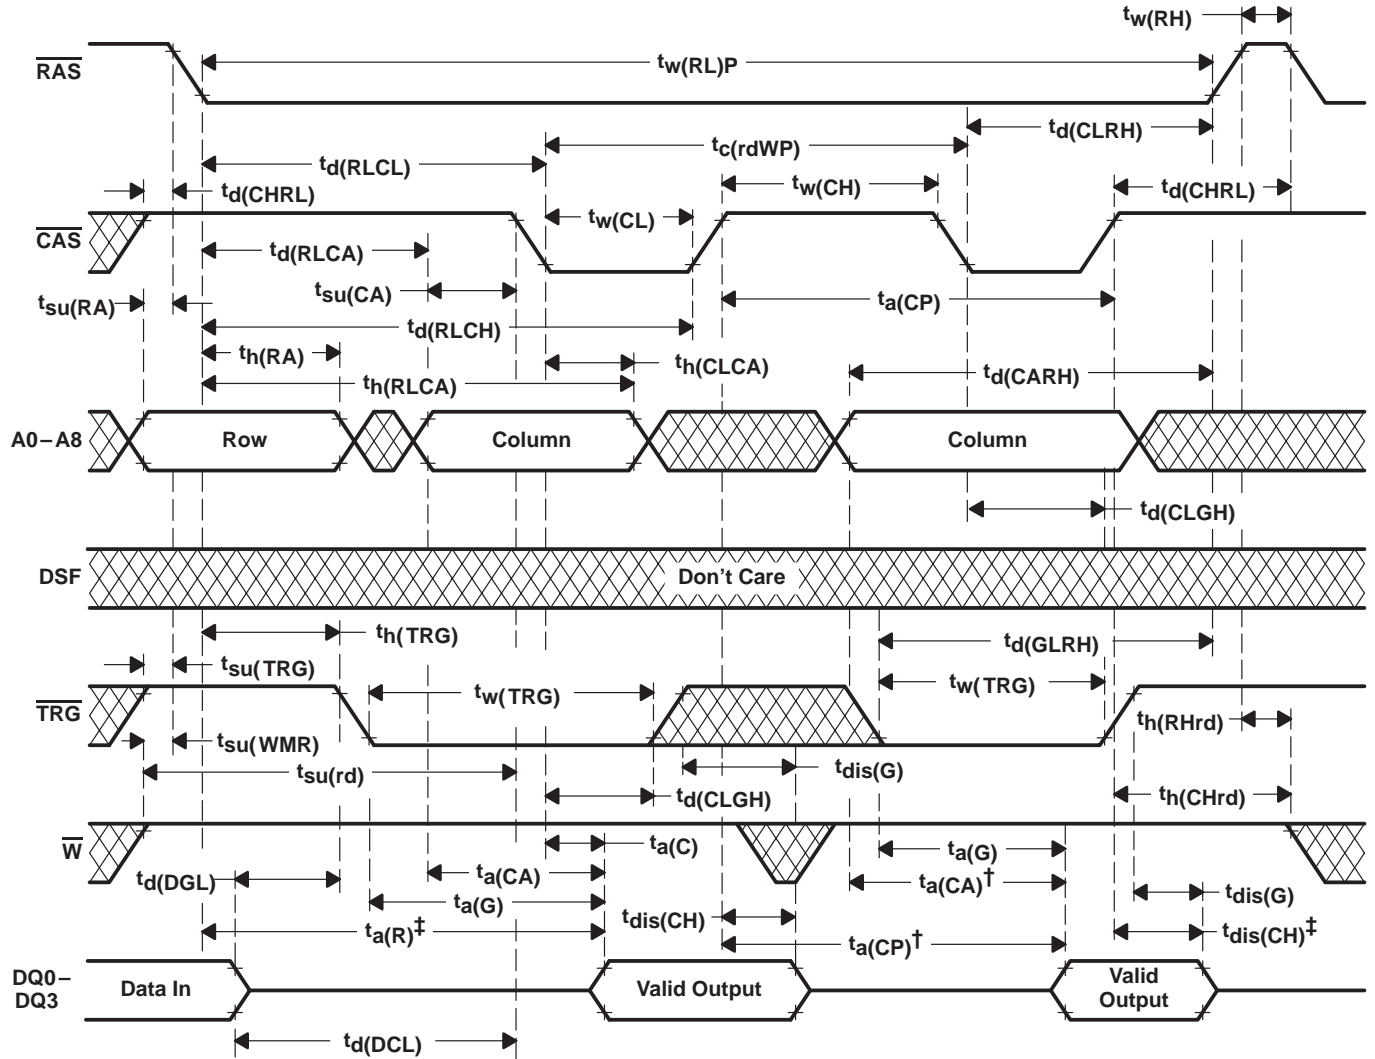 tw(RH)
RAS
tw(RL)P
td(CLRH)
tc(rdWP)
td(RLCL)
td(CHRL)
tw(CH)
td(CHRL)
CAS
tw(CL)
td(RLCA)
tsu(CA)
tsu(RA)
ta(CP)
td(RLCH)
th(RA)
th(CLCA)
th(RLCA)
td(CARH)
A0–A8
Row
Column
Column
td(CLGH)
DSF
Don't Care
th(TRG)
td(GLRH)
tsu(TRG)
tw(TRG)
tw(TRG)
TRG
th(RHrd)
tsu(WMR)
tsu(rd)
tdis(G)
td(CLGH)
th(CHrd)
W
ta(C)
ta(G)
td(DGL)
ta(CA)
ta(CA)†
ta(G)
tdis(G)
tdis(CH)
ta(R)‡
ta(CP)†
tdis(CH)‡
DQ0–
DQ3
Data In
Valid Output
Valid
Output
td(DCL)